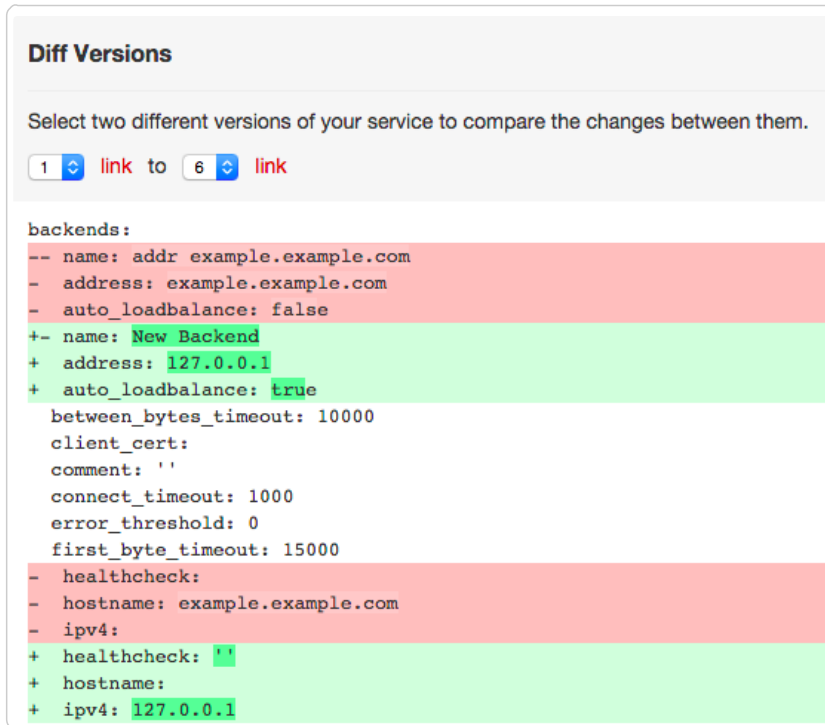 Diff Versions
Select two different versions of your service to compare the changes between them.
1 link to 6 link
backends:
-- name: addr example.example.com
-  address: example.example.com
-  auto_loadbalance: false
+- name: New Backend
+  address: 127.0.0.1
+  auto_loadbalance: true
  between_bytes_timeout: 10000
  client_cert:
  comment: ''
  connect_timeout: 1000
  error_threshold: 0
  first_byte_timeout: 15000
-  healthcheck:
-  hostname: example.example.com
-  ipv4:
+  healthcheck: ''
+  hostname:
+  ipv4: 127.0.0.1